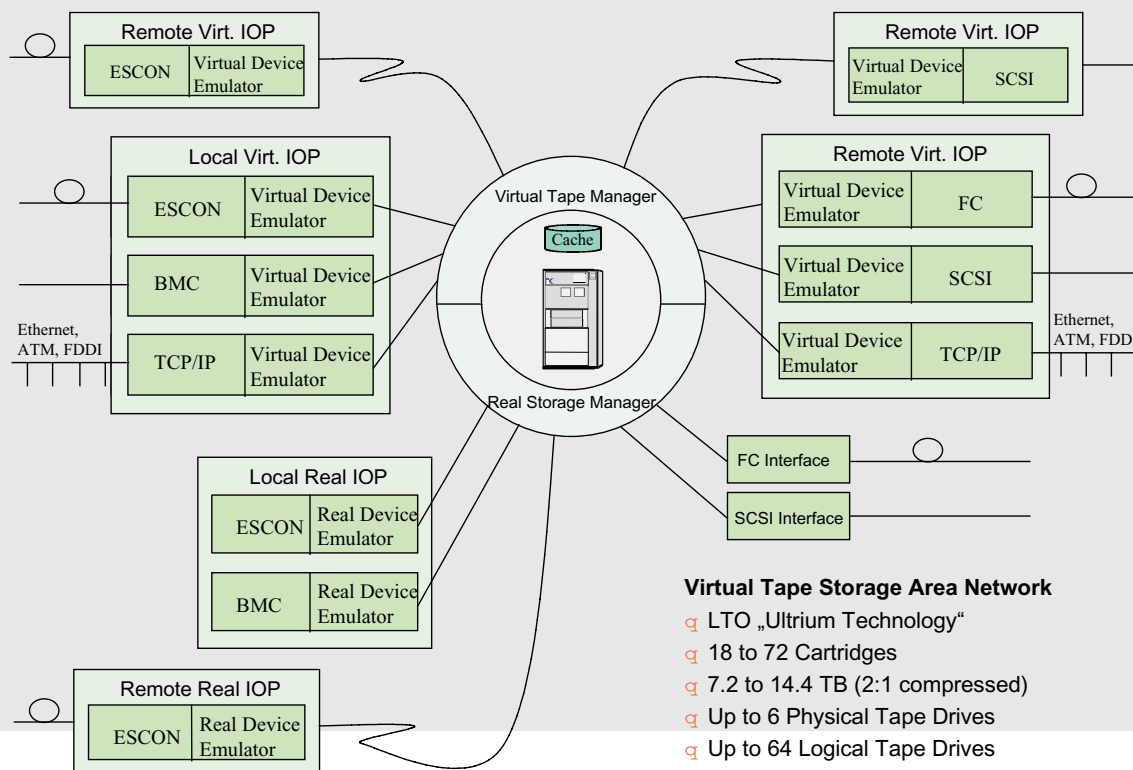 Remote Virt. IOP
ESCON
Virtual Device
Emulator
Remote Virt. IOP
Virtual Device
Emulator
SCSI
Local Virt. IOP
ESCON
Virtual Device
Emulator
BMC
Virtual Device
Emulator
TCP/IP
Virtual Device
Emulator
Ethernet,
ATM, FDDI
Virtual Tape Manager
Cache
Real Storage Manager
Remote Virt. IOP
Virtual Device
Emulator
FC
Virtual Device
Emulator
SCSI
Virtual Device
Emulator
TCP/IP
Ethernet,
ATM, FDD
Local Real IOP
ESCON
Real Device
Emulator
BMC
Real Device
Emulator
FC Interface
SCSI Interface
Remote Real IOP
ESCON
Real Device
Emulator
Virtual Tape Storage Area Network
q LTO „Ultrium Technology“
q 18 to 72 Cartridges
q 7.2 to 14.4 TB (2:1 compressed)
q Up to 6 Physical Tape Drives
q Up to 64 Logical Tape Drives